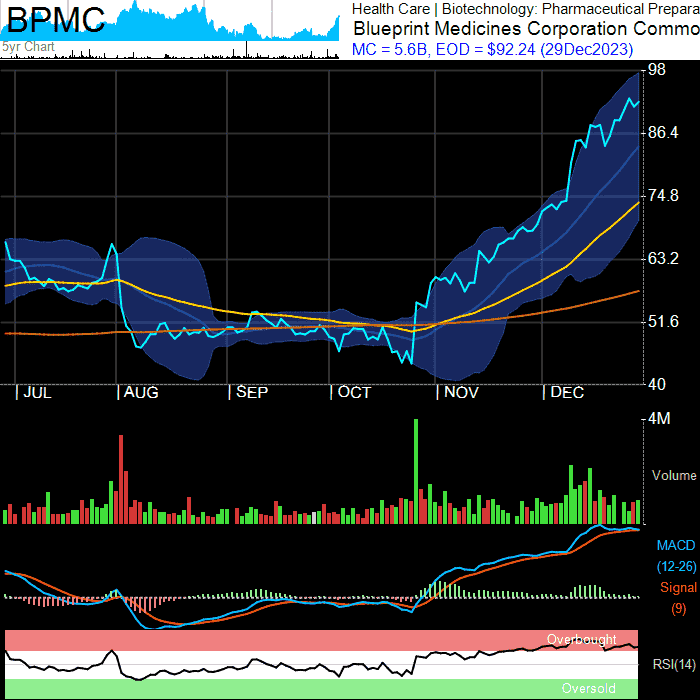 BPMC
5yr Chart
Health Care | Biotechnology: Pharmaceutical Prepara
Blueprint Medicines Corporation Commo
MC = 5.6B, EOD = $92.24 (29Dec2023)
98
86.4
74.8
63.2
51.6
40
JUL AUG SEP OCT NOV DEC
4M
Volume
MACD
(12-26)
Signal
(9)
Overbought
RSI(14)
Oversold